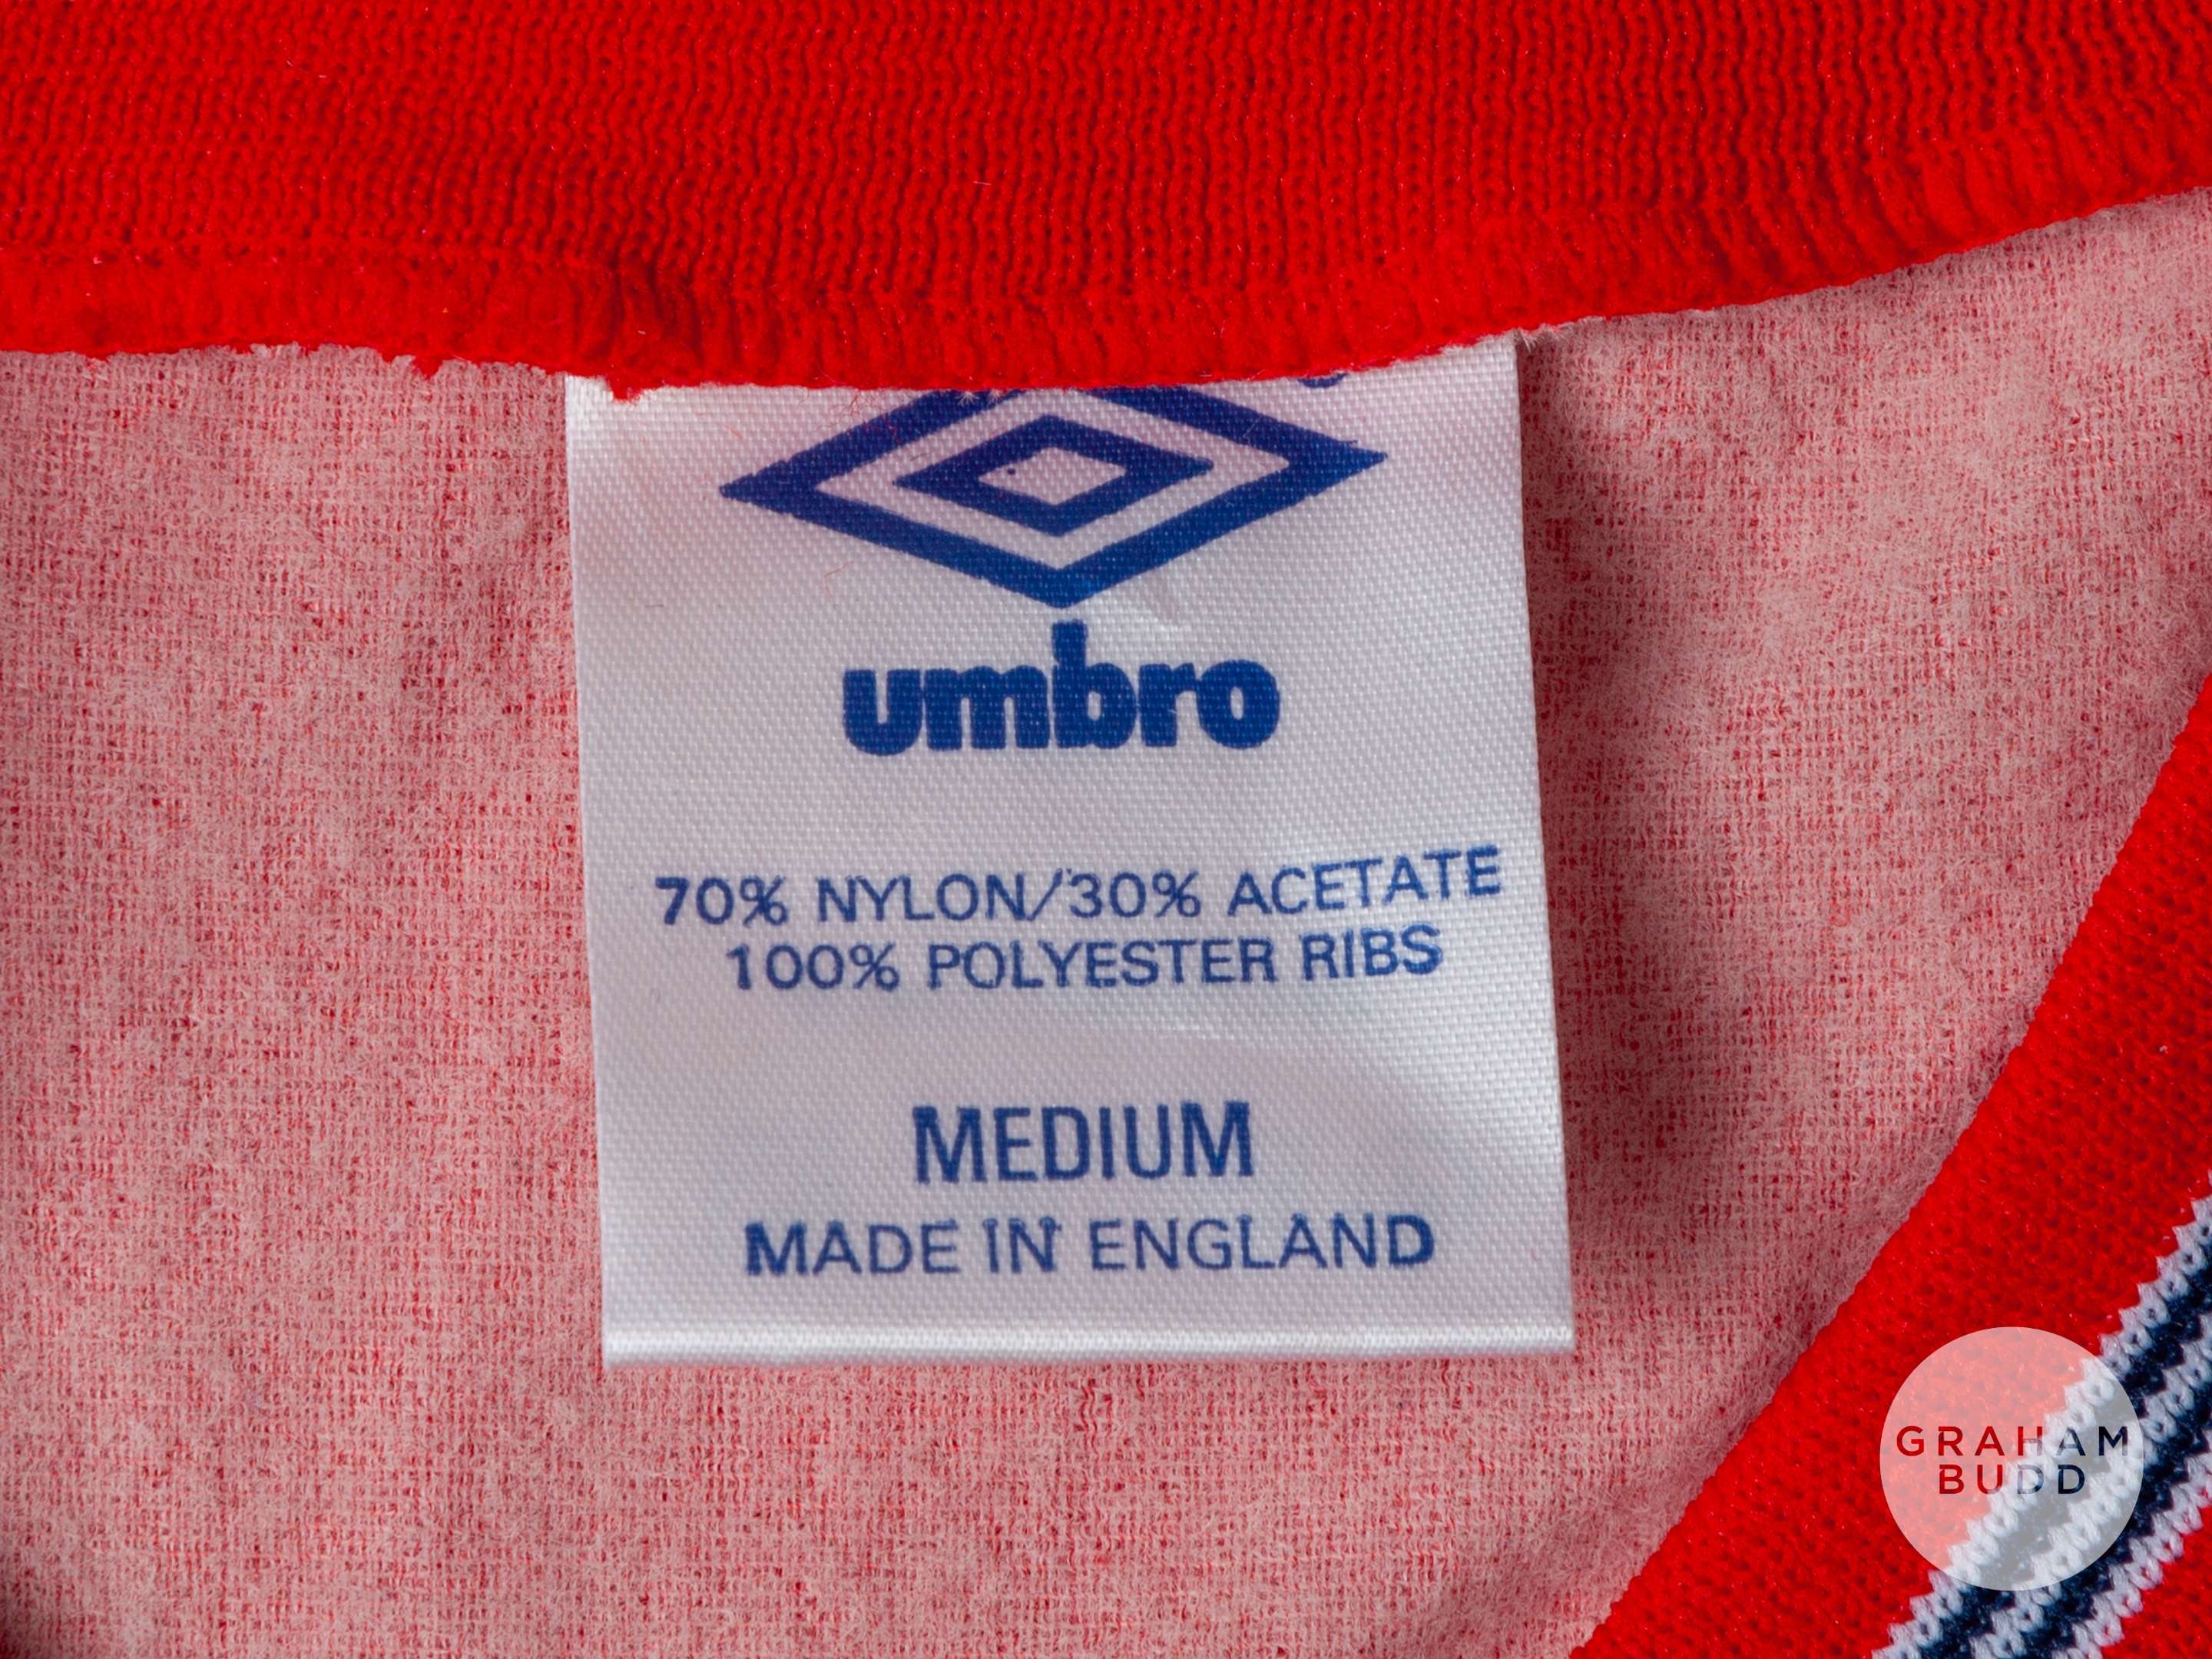 umbro
70% NYLON/30% ACETATE
100% POLYESTER RIBS
MEDIUM
MADE IN ENGLAND
GRAHAM
BUDD